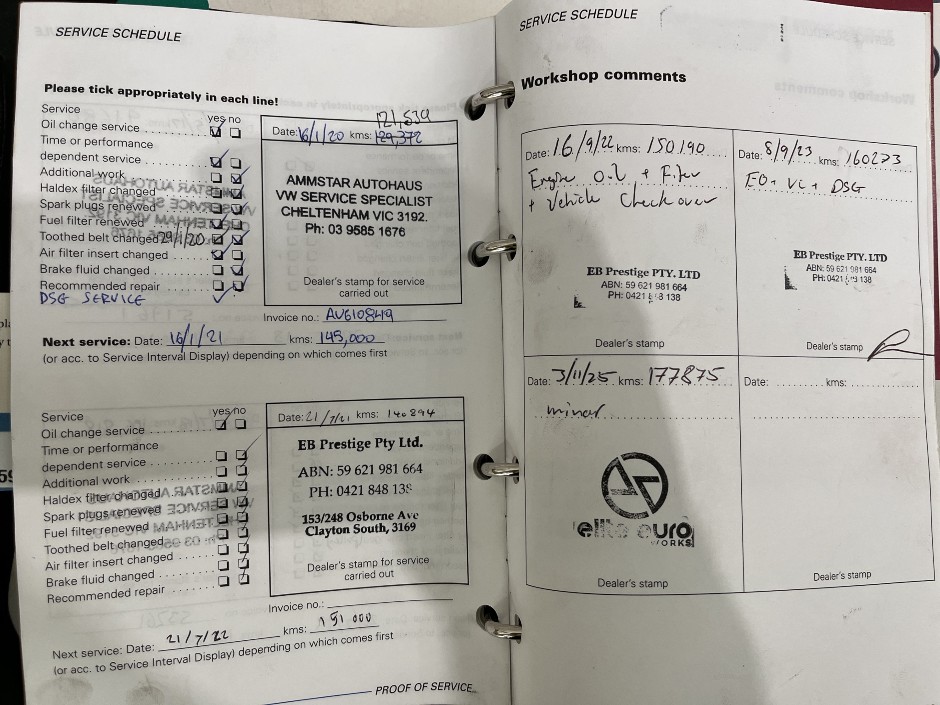 SERVICE SCHEDULE
Please tick appropriately in each line!
Service yes no
Oil change service
Time or performance
dependent service
Additional work
Haldex filter changed
Spark plugs renewed
Fuel filter renewed
Toothed belt changed 29/1/20
Air filter insert changed
Brake fluid changed
Recommended repair
DSG SERVICE
121,539
Date: 16/1/20 kms: 129,372
AMMSTAR AUTOHAUS
VW SERVICE SPECIALIST
CHELTENHAM VIC 3192.
Ph: 03 9585 1676
Dealer's stamp for service
carried out
Invoice no.: AV610849
Next service: Date: 16/1/21 kms: 145,000
(or acc. to Service Interval Display) depending on which comes first
Service yes no
Oil change service
Time or performance
dependent service
Additional work
Haldex filter changed
Spark plugs renewed
Fuel filter renewed
Toothed belt changed
Air filter insert changed
Brake fluid changed
Recommended repair
Date: 21/7/21 kms: 140894
EB Prestige Pty Ltd.
ABN: 59 621 981 664
PH: 0421 848 138
153/248 Osborne Ave
Clayton South, 3169
Dealer's stamp for service
carried out
Invoice no.:
Next service: Date: 21/7/22 kms: 151 000
(or acc. to Service Interval Display) depending on which comes first
PROOF OF SERVICE
SERVICE SCHEDULE
Workshop comments
Date: 16/9/22 kms: 150190
Engine Oil + Filter
+ Vehicle Check over
EB Prestige PTY. LTD
ABN: 59 621 981 664
PH: 0421 138
Dealer's stamp
Date: 8/9/23 kms: 160223
EO + VC + DSG
EB Prestige PTY. LTD
ABN: 59 621 981 664
PH: 0421 138
Dealer's stamp
Date: 3/11/25 kms: 177875
minor
elite euro
WORKS
Dealer's stamp
Date: kms:
Dealer's stamp